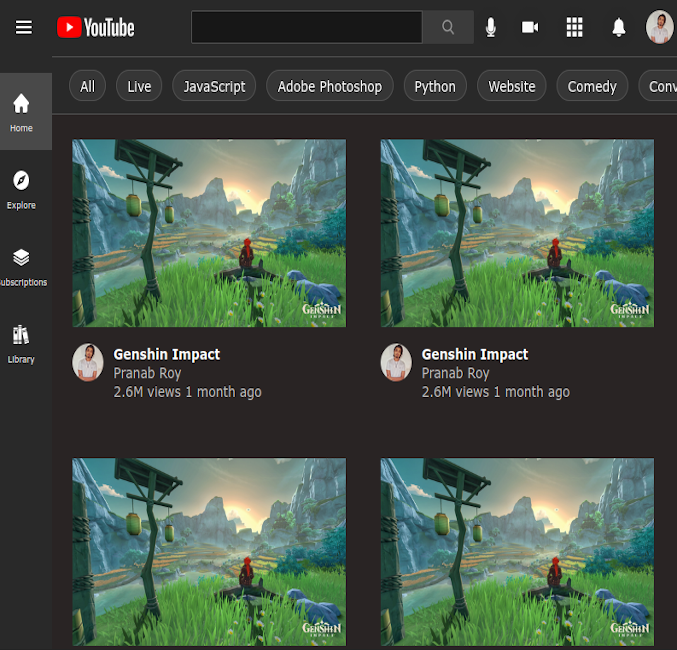 YouTube
All Live JavaScript Adobe Photoshop Python Website Comedy Conv
Home
Explore
ubscriptions
Library
GENSHIN
IMPACT
GENSHIN
IMPACT
Genshin Impact
Pranab Roy
2.6M views 1 month ago
Genshin Impact
Pranab Roy
2.6M views 1 month ago
GENSHIN
IMPACT
GENSHIN
IMPACT